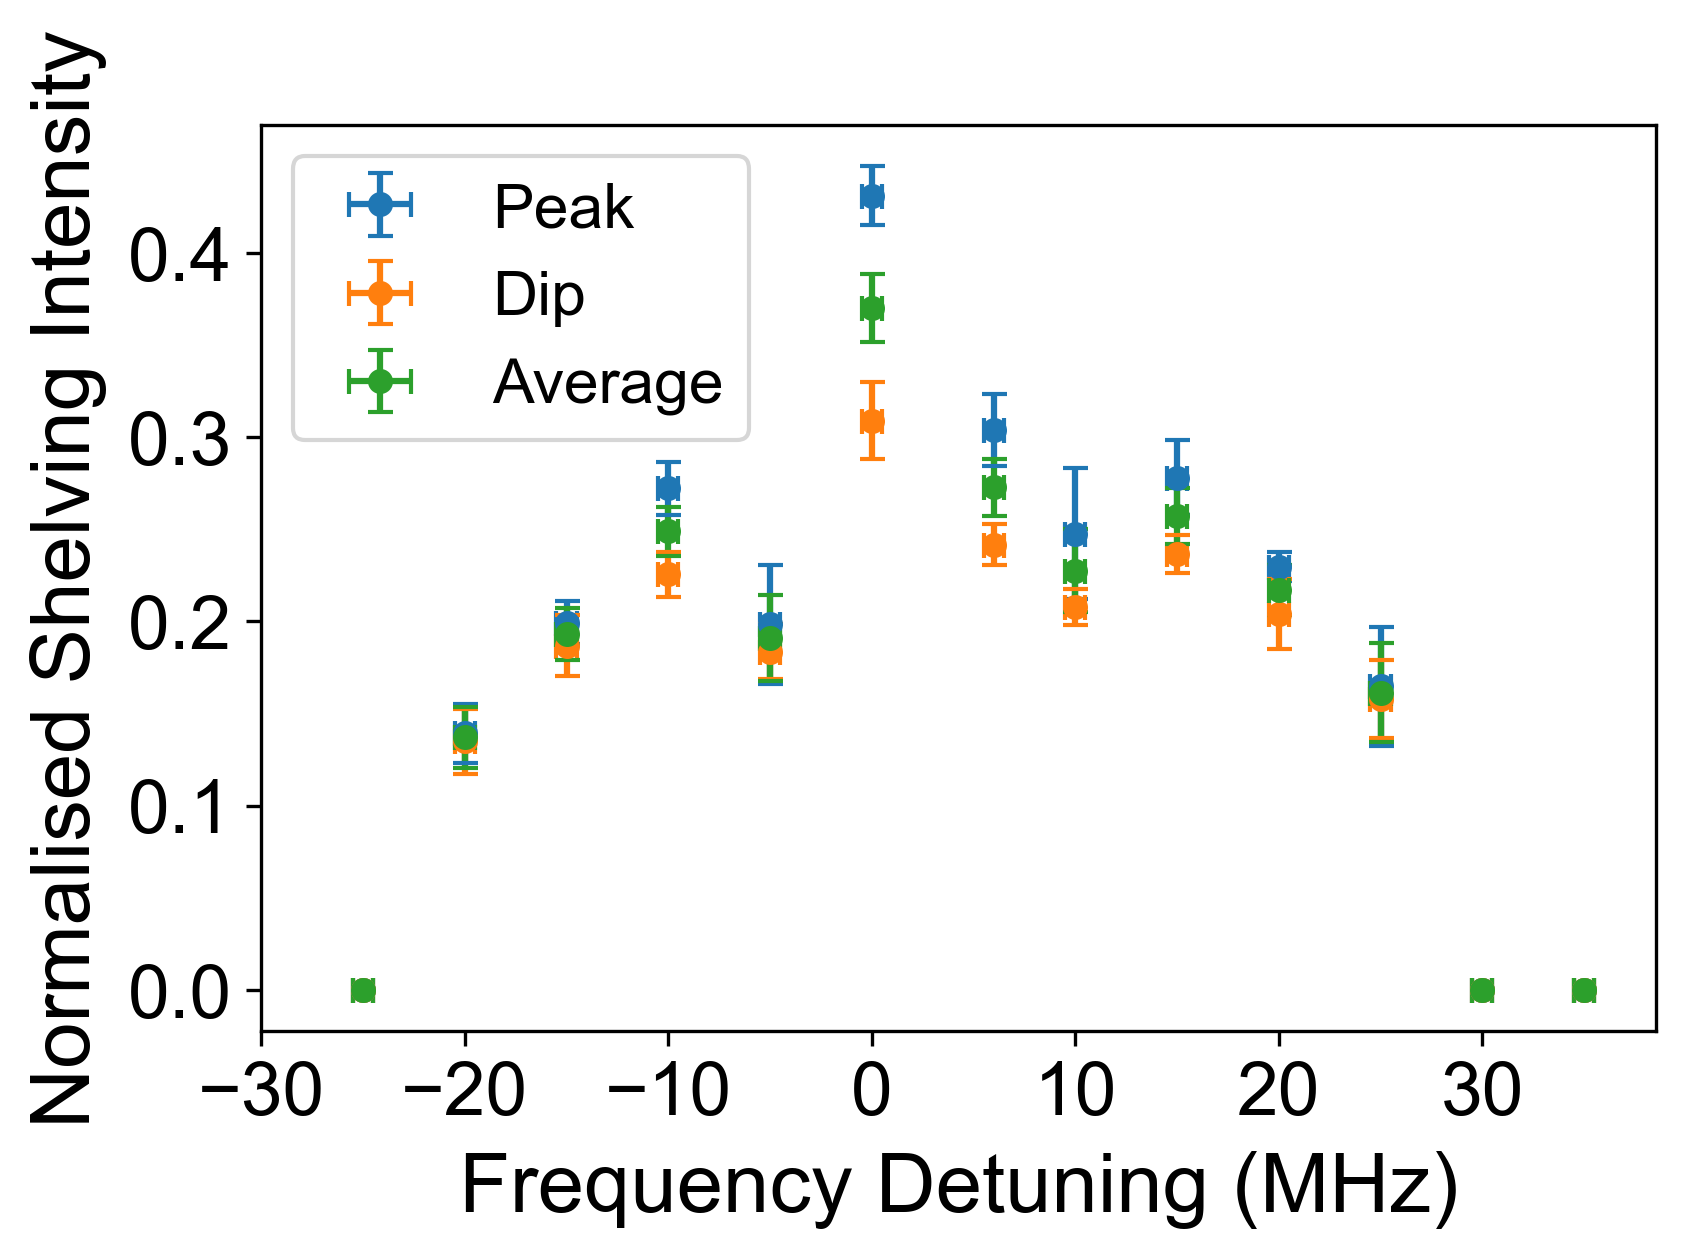 Normalised Shelving Intensity
Peak
Dip
Average
0.4
0.3
0.2
0.1
0.0
−30 −20 −10 0 10 20 30
Frequency Detuning (MHz)